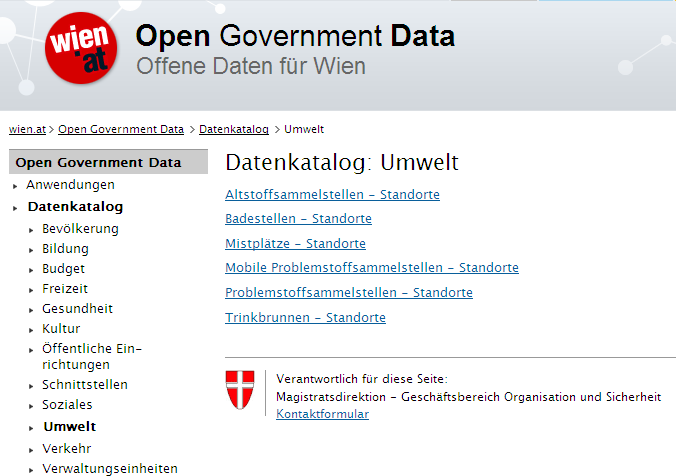 wien
.at
Open Government Data
Offene Daten für Wien
wien.at > Open Government Data > Datenkatalog > Umwelt
Open Government Data
Anwendungen
Datenkatalog
Bevölkerung
Bildung
Budget
Freizeit
Gesundheit
Kultur
Öffentliche Ein-
richtungen
Schnittstellen
Soziales
Umwelt
Verkehr
Verwaltungseinheiten
Datenkatalog: Umwelt
Altstoffsammelstellen - Standorte
Badestellen - Standorte
Mistplätze - Standorte
Mobile Problemstoffsammelstellen - Standorte
Problemstoffsammelstellen - Standorte
Trinkbrunnen - Standorte
Verantwortlich für diese Seite:
Magistratsdirektion - Geschäftsbereich Organisation und Sicherheit
Kontaktformular